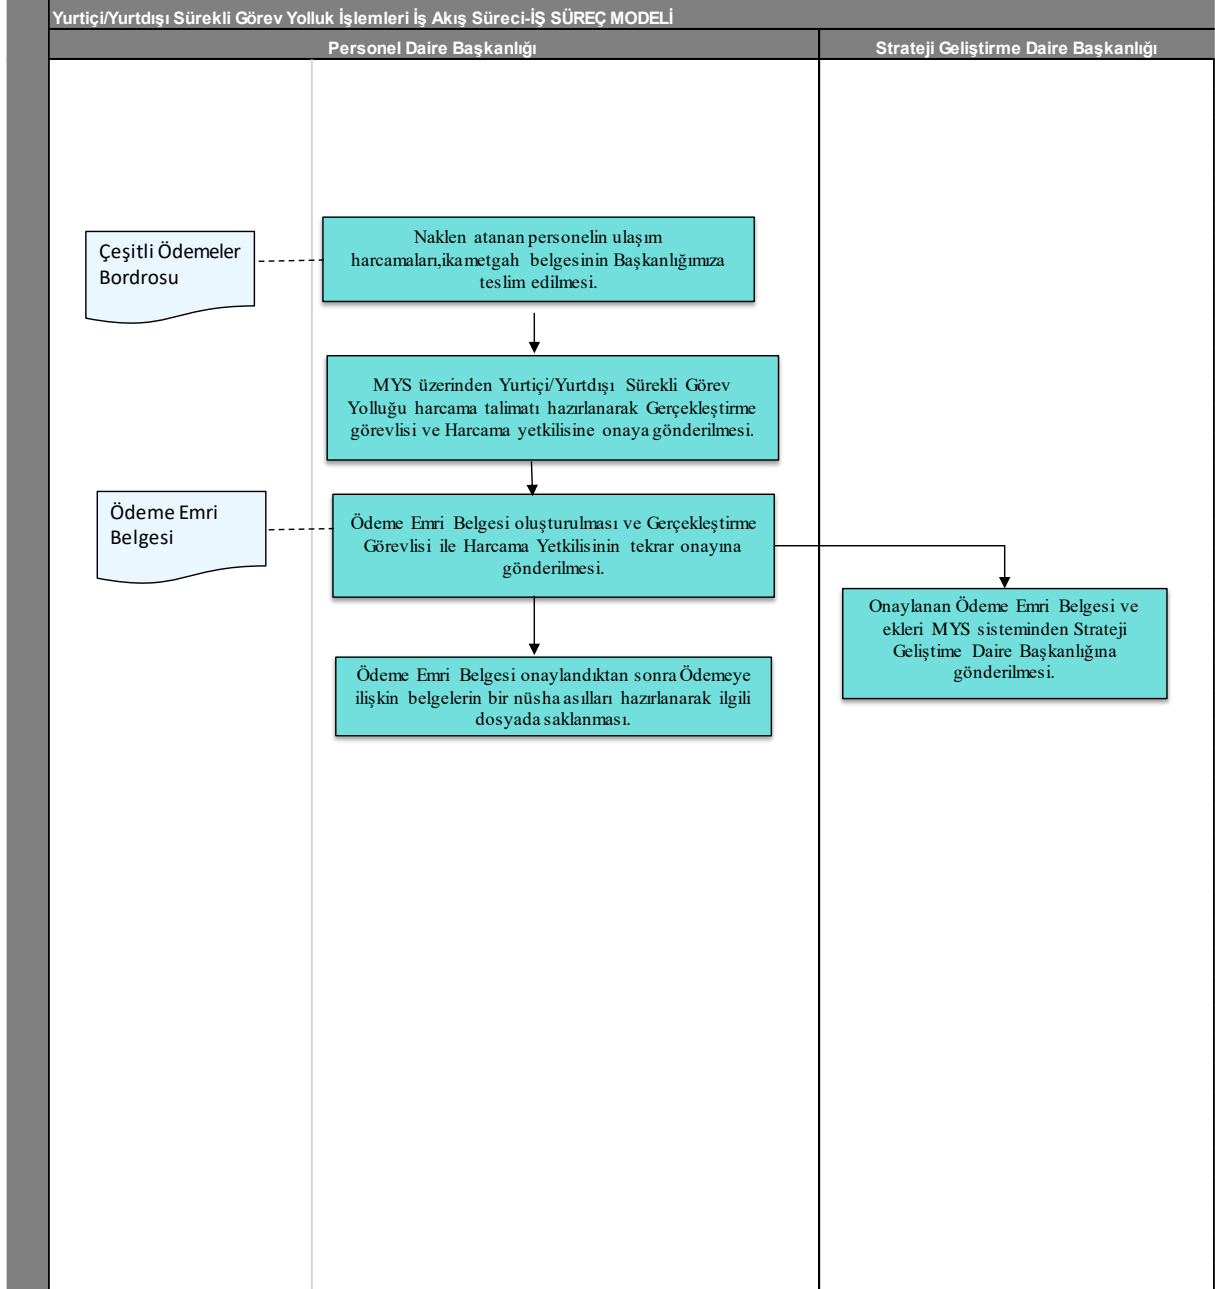 Yurtiçi/Yurtdışı Sürekli Görev Yolluk İşlemleri İş Akış Süreci-İŞ SÜREÇ MODELİ
Personel Daire Başkanlığı
Strateji Geliştirme Daire Başkanlığı
Çeşitli Ödemeler
Bordrosu
Naklen atanan personelin ulaşım
harcamaları,ikametgah belgesinin Başkanlığımıza
teslim edilmesi.
MYS üzerinden Yurtiçi/Yurtdışı Sürekli Görev
Yolluğu harcama talimatı hazırlanarak Gerçekleştirme
görevlisi ve Harcama yetkilisine onaya gönderilmesi.
Ödeme Emri
Belgesi
Ödeme Emri Belgesi oluşturulması ve Gerçekleştirme
Görevlisi ile Harcama Yetkilisinin tekrar onayına
gönderilmesi.
Onaylanan Ödeme Emri Belgesi ve
ekleri MYS sisteminden Strateji
Geliştime Daire Başkanlığına
gönderilmesi.
Ödeme Emri Belgesi onaylandıktan sonra Ödemeye
ilişkin belgelerin bir nüsha asılları hazırlanarak ilgili
dosyada saklanması.